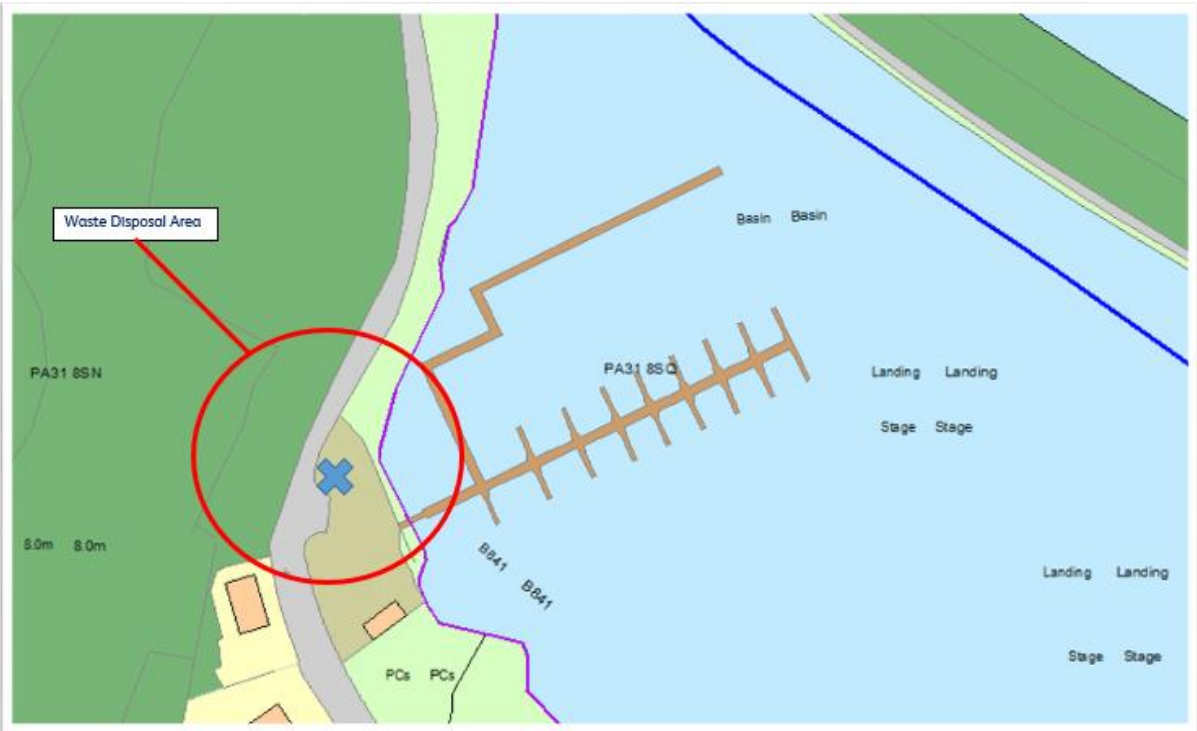 Basin Basin
Waste Disposal Area
PA31 8SN
PA31 8SQ
Landing Landing
Stage Stage
8.0m 8.0m
B841
B841
Landing Landing
Stage Stage
PCs PCs